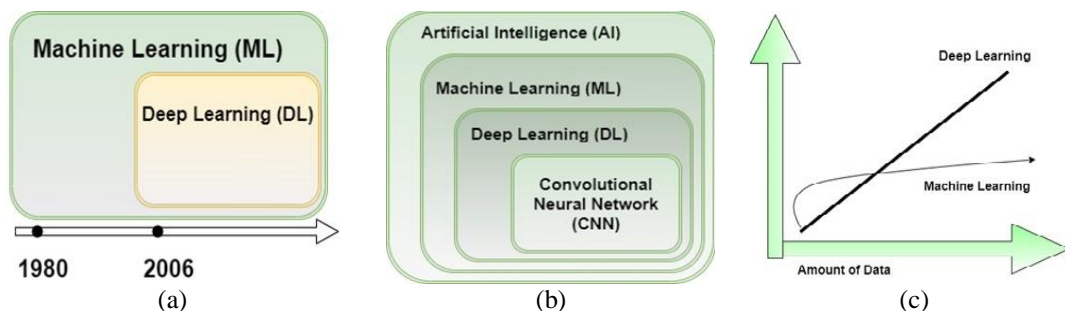 Machine Learning (ML)
Deep Learning (DL)
1980
2006
(a)
Artificial Intelligence (AI)
Machine Learning (ML)
Deep Learning (DL)
Convolutional
Neural Network
(CNN)
(b)
Deep Learning
Machine Learning
Amount of Data
(c)